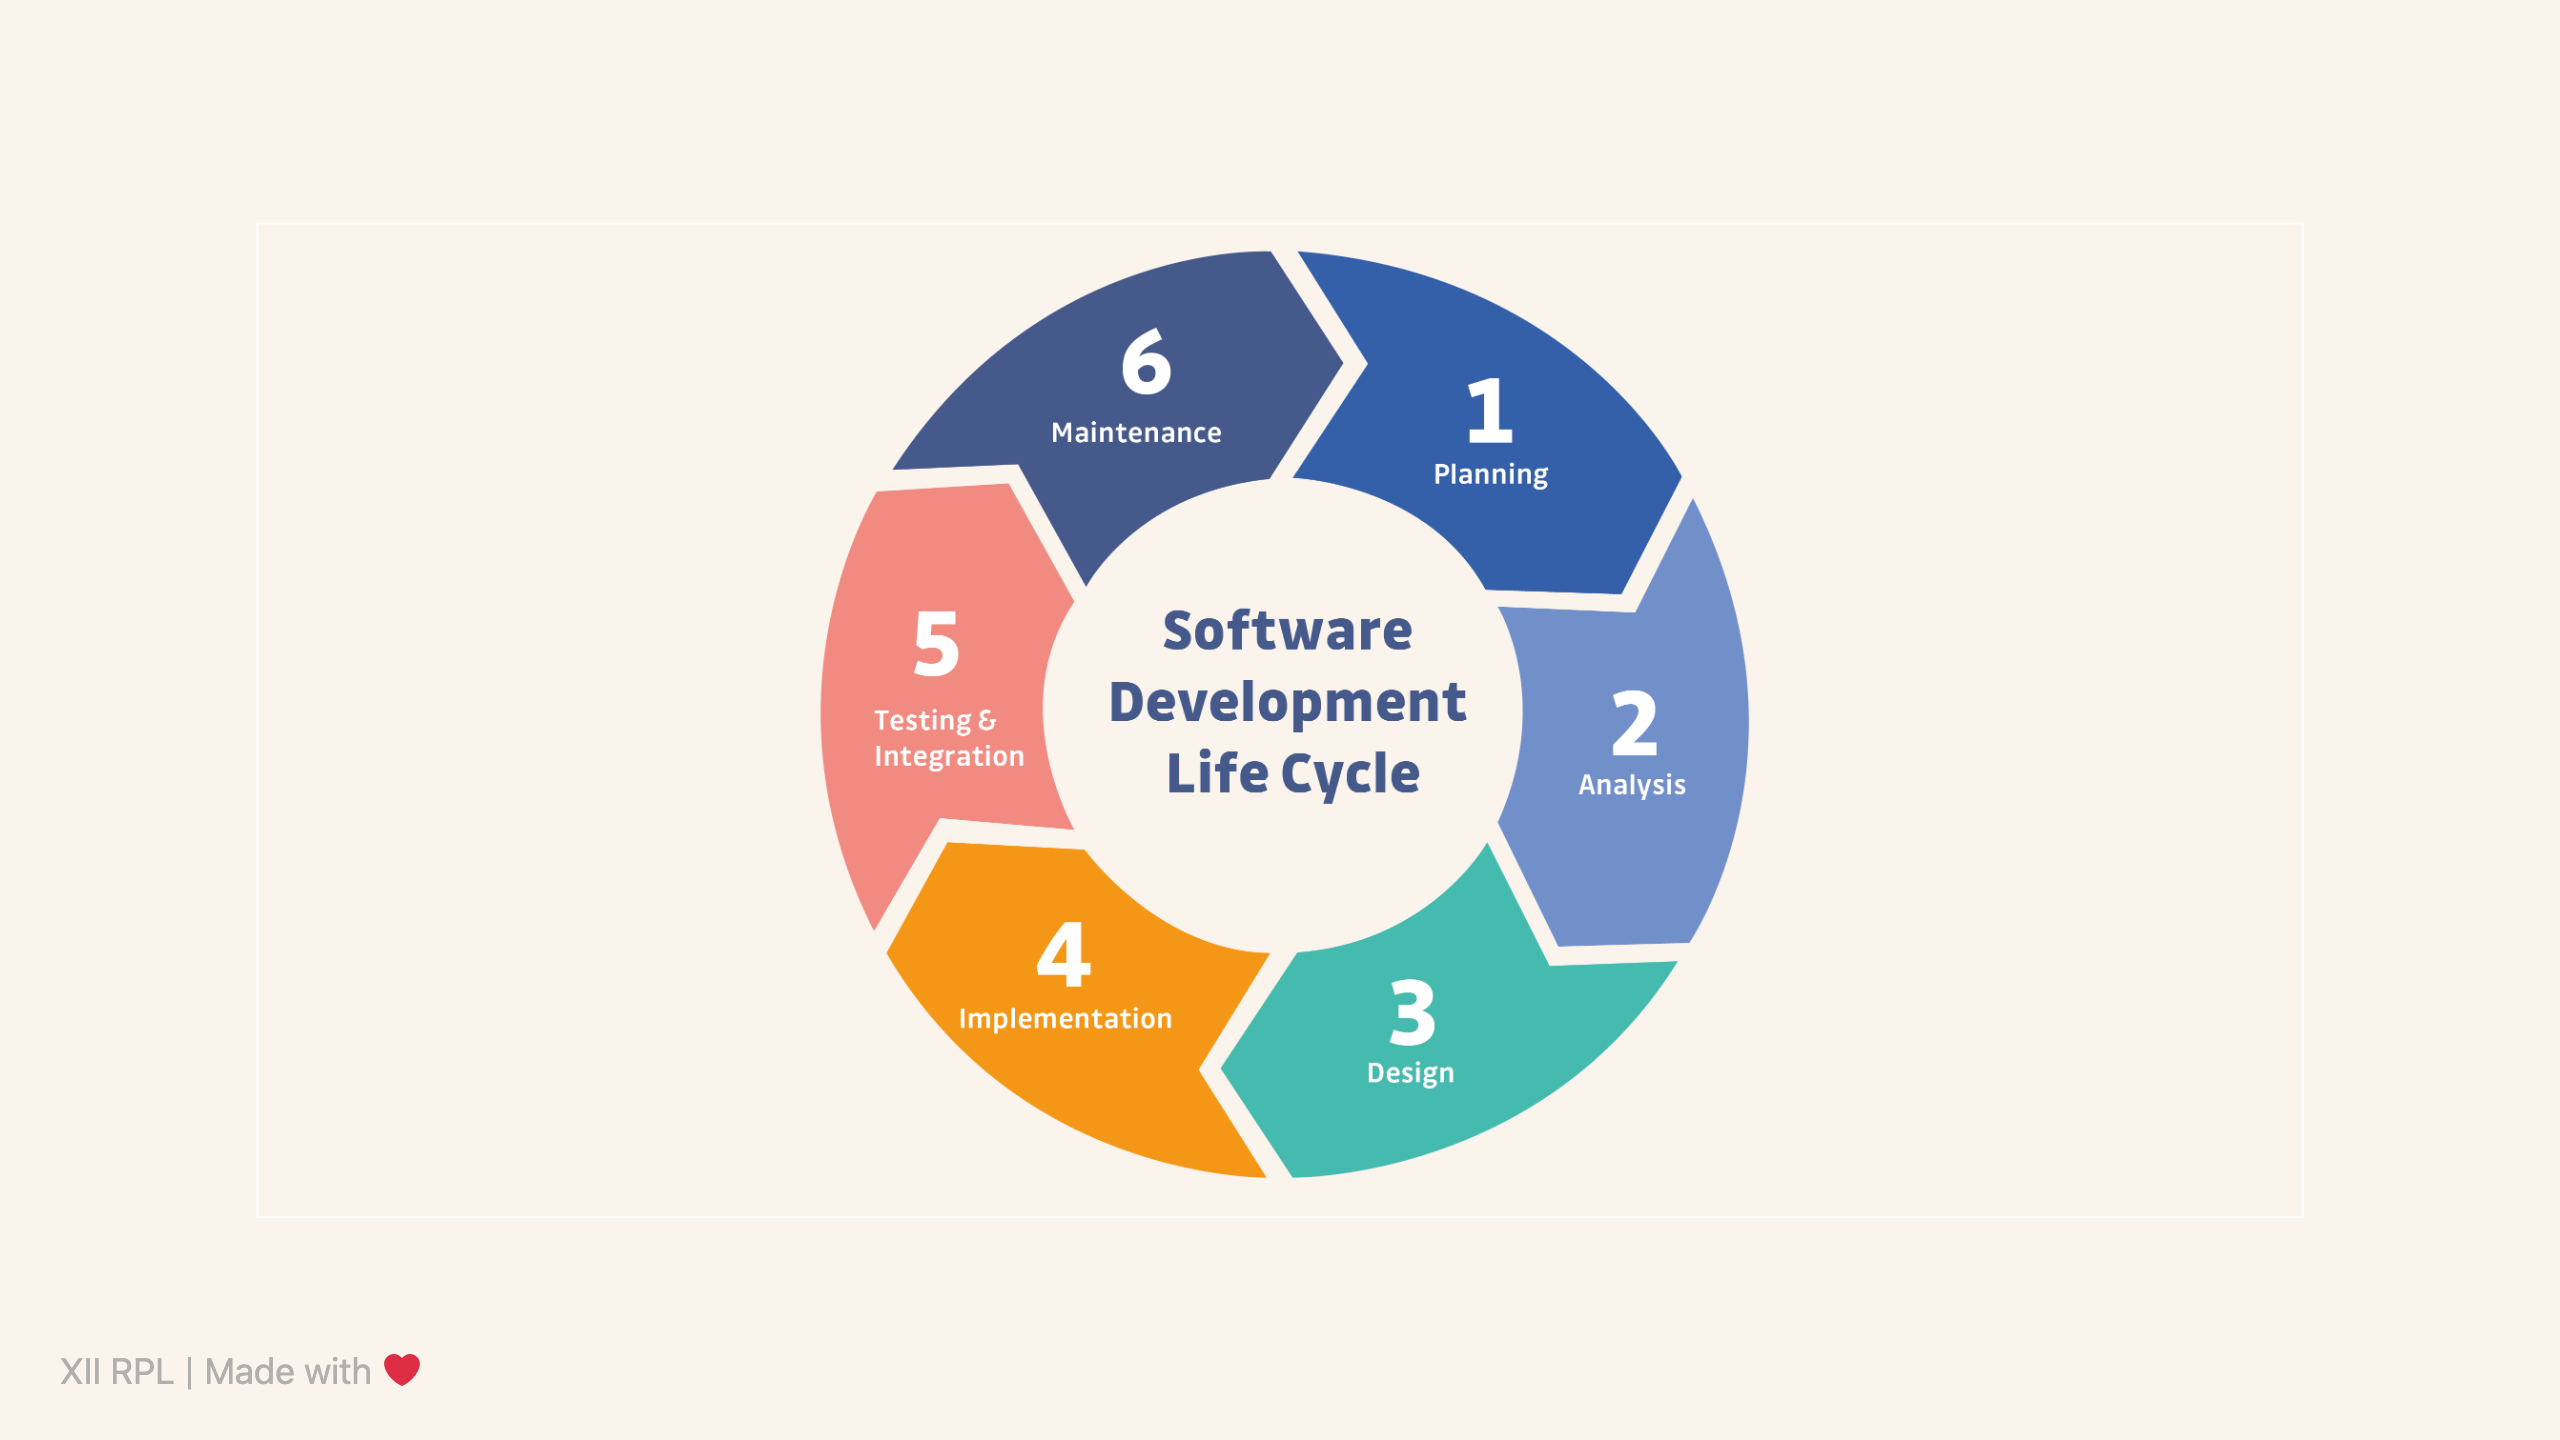 Software
Development
Life Cycle
1
Planning
2
Analysis
3
Design
4
Implementation
5
Testing &
Integration
6
Maintenance
XII RPL | Made with ❤️